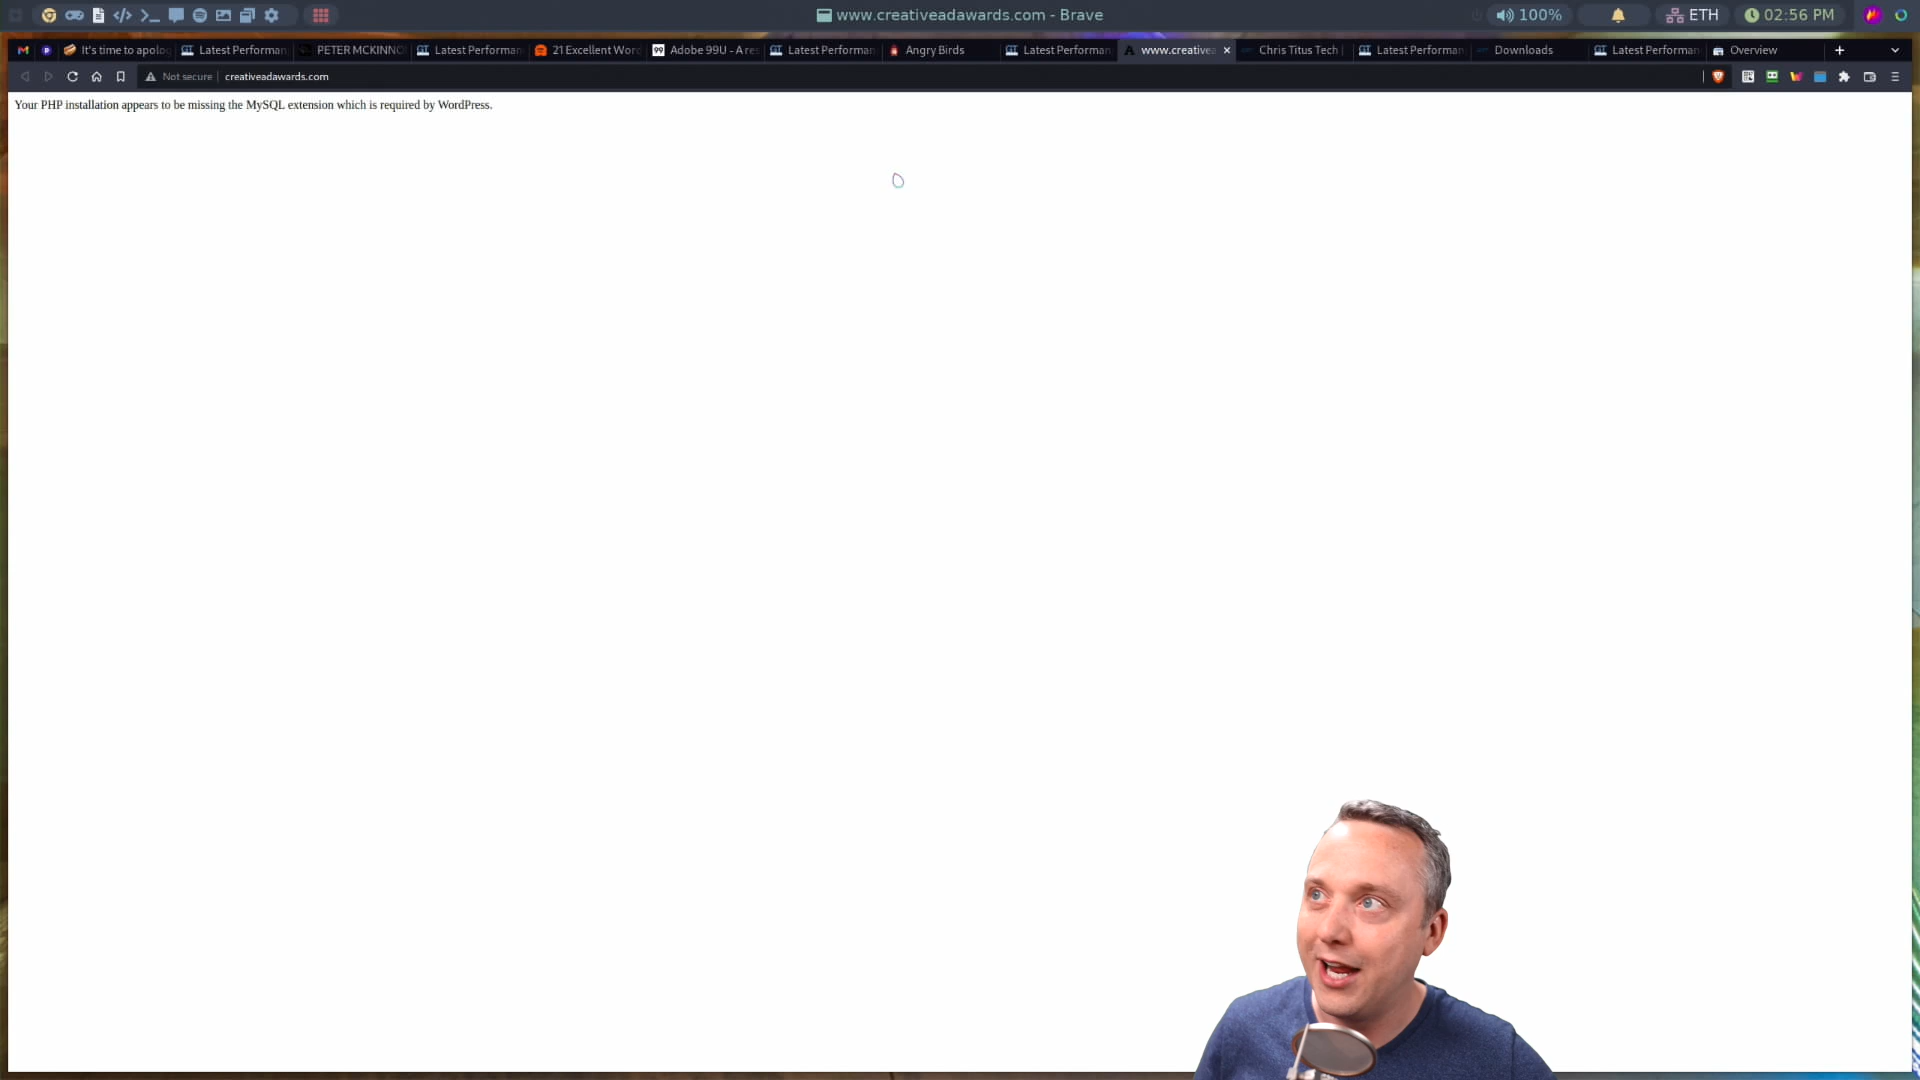 www.creativeadawards.com - Brave
100%
ETH
02:56 PM
It's time to apolog
Latest Performan
PETER MCKINNO
Latest Performan
21 Excellent Word
Adobe 99U - A res
Latest Performan
Angry Birds
Latest Performan
www.creativea
Chris Titus Tech |
Latest Performan
Downloads
Latest Performan
Overview
Not secure
creativeadawards.com
Your PHP installation appears to be missing the MySQL extension which is required by WordPress.